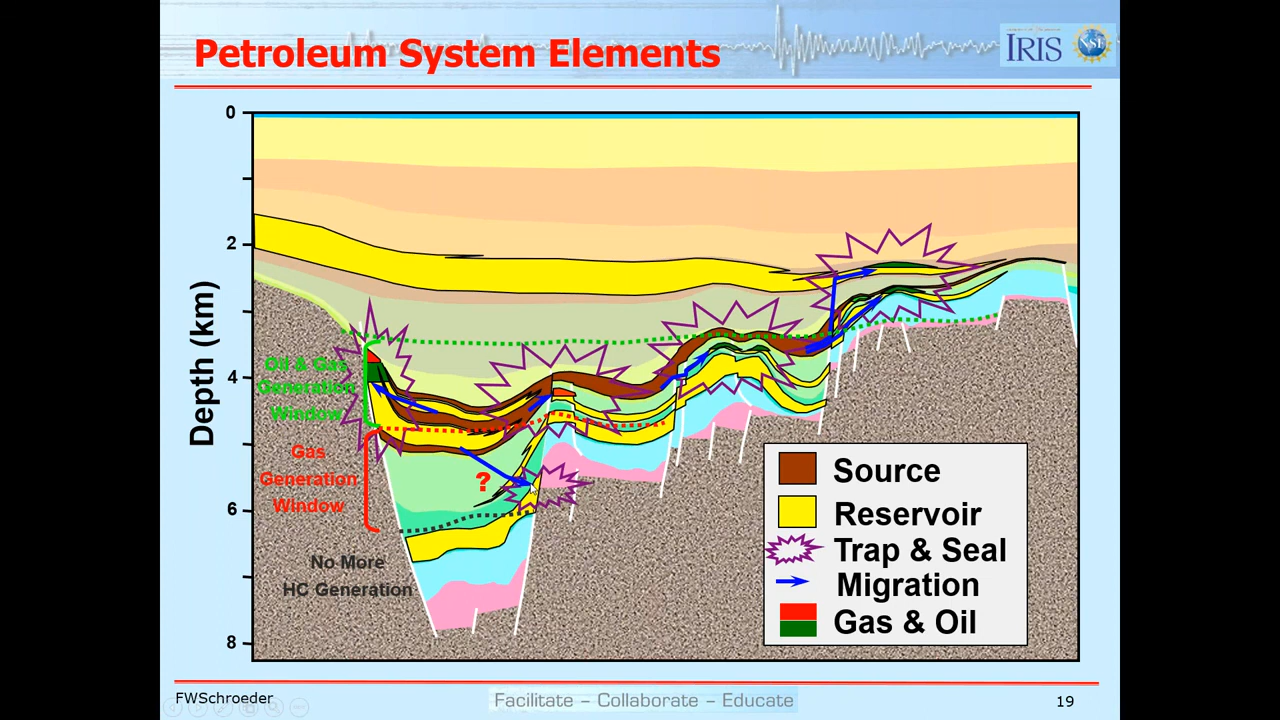 Petroleum System Elements
IRIS
NSF
0
2
4
6
8
Depth (km)
Oil & Gas
Generation
Window
Gas
Generation
Window
No More
HC Generation
?
Source
Reservoir
Trap & Seal
Migration
Gas & Oil
FWSchroeder
Facilitate – Collaborate – Educate
19